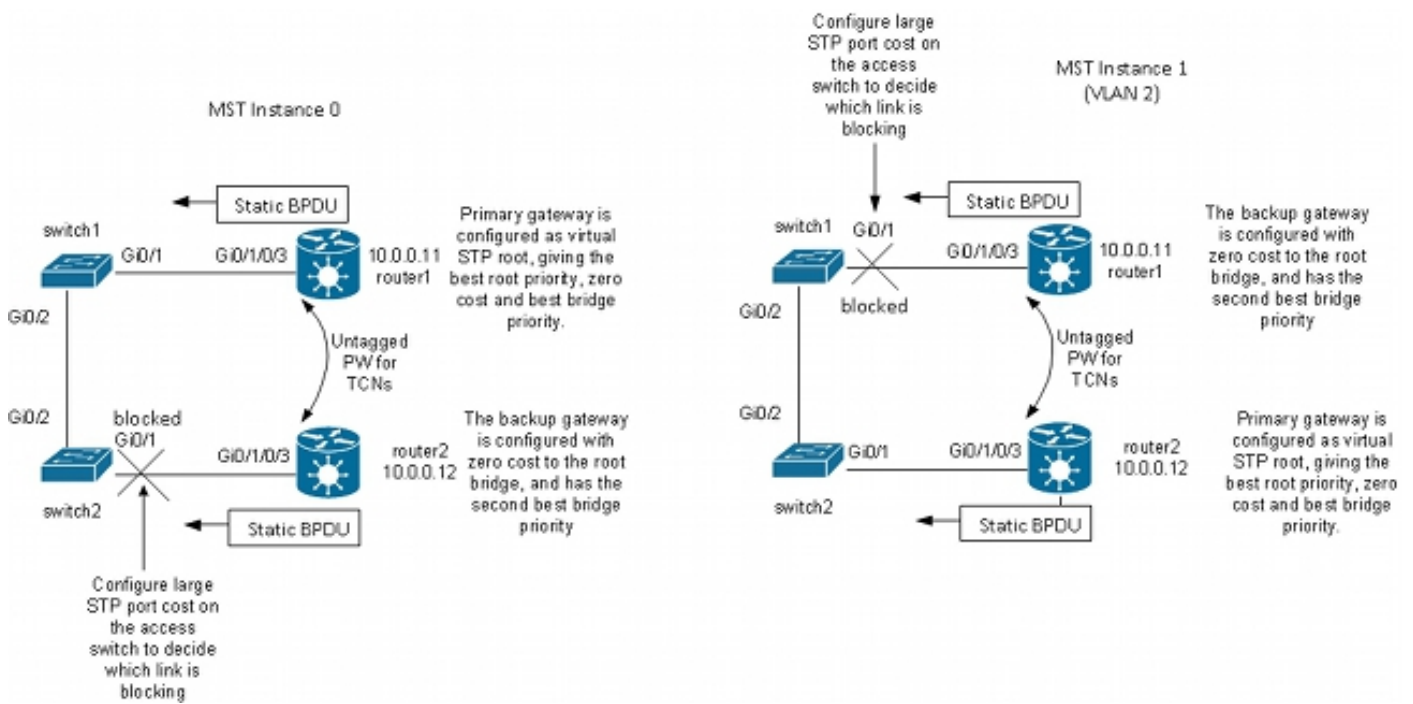 MST Instance 0
Static BPDU
switch1
Gi0/1
Gi0/1/0/3
10.0.0.11
router1
Primary gateway is
configured as virtual
STP root, giving the
best root priority, zero
cost and best bridge
priority.
Gi0/2
Untagged
PW for
TCNs
Gi0/2
blocked
Gi0/1
Gi0/1/0/3
router2
10.0.0.12
The backup gateway
is configured with
zero cost to the root
bridge, and has the
second best bridge
priority
switch2
Static BPDU
Configure large
STP port cost on
the access
switch to decide
which link is
blocking
Configure large
STP port cost on
the access
switch to decide
which link is
blocking
MST Instance 1
(VLAN 2)
Static BPDU
switch1
Gi0/1
Gi0/1/0/3
10.0.0.11
router1
The backup gateway
is configured with
zero cost to the root
bridge, and has
the second best bridge
priority
blocked
Gi0/2
Untagged
PW for
TCNs
Gi0/2
Gi0/1
Gi0/1/0/3
router2
10.0.0.12
Primary gateway is
configured as virtual
STP root, giving the
best root priority, zero
cost and best bridge
priority.
switch2
Static BPDU